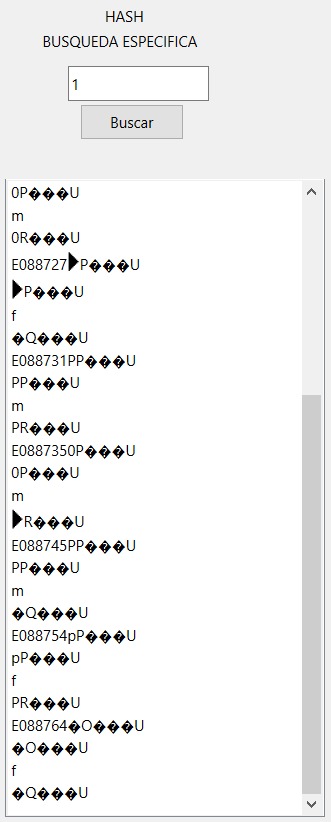 HASH
BUSQUEDA ESPECIFICA
1
Buscar
0P���U
m
0R���U
E088727▶P���U
▶P���U
f
�Q���U
E088731PP���U
PP���U
m
PR���U
E0887350P���U
0P���U
m
▶R���U
E088745PP���U
PP���U
m
�Q���U
E088754pP���U
pP���U
f
PR���U
E088764�O���U
�O���U
f
�Q���U